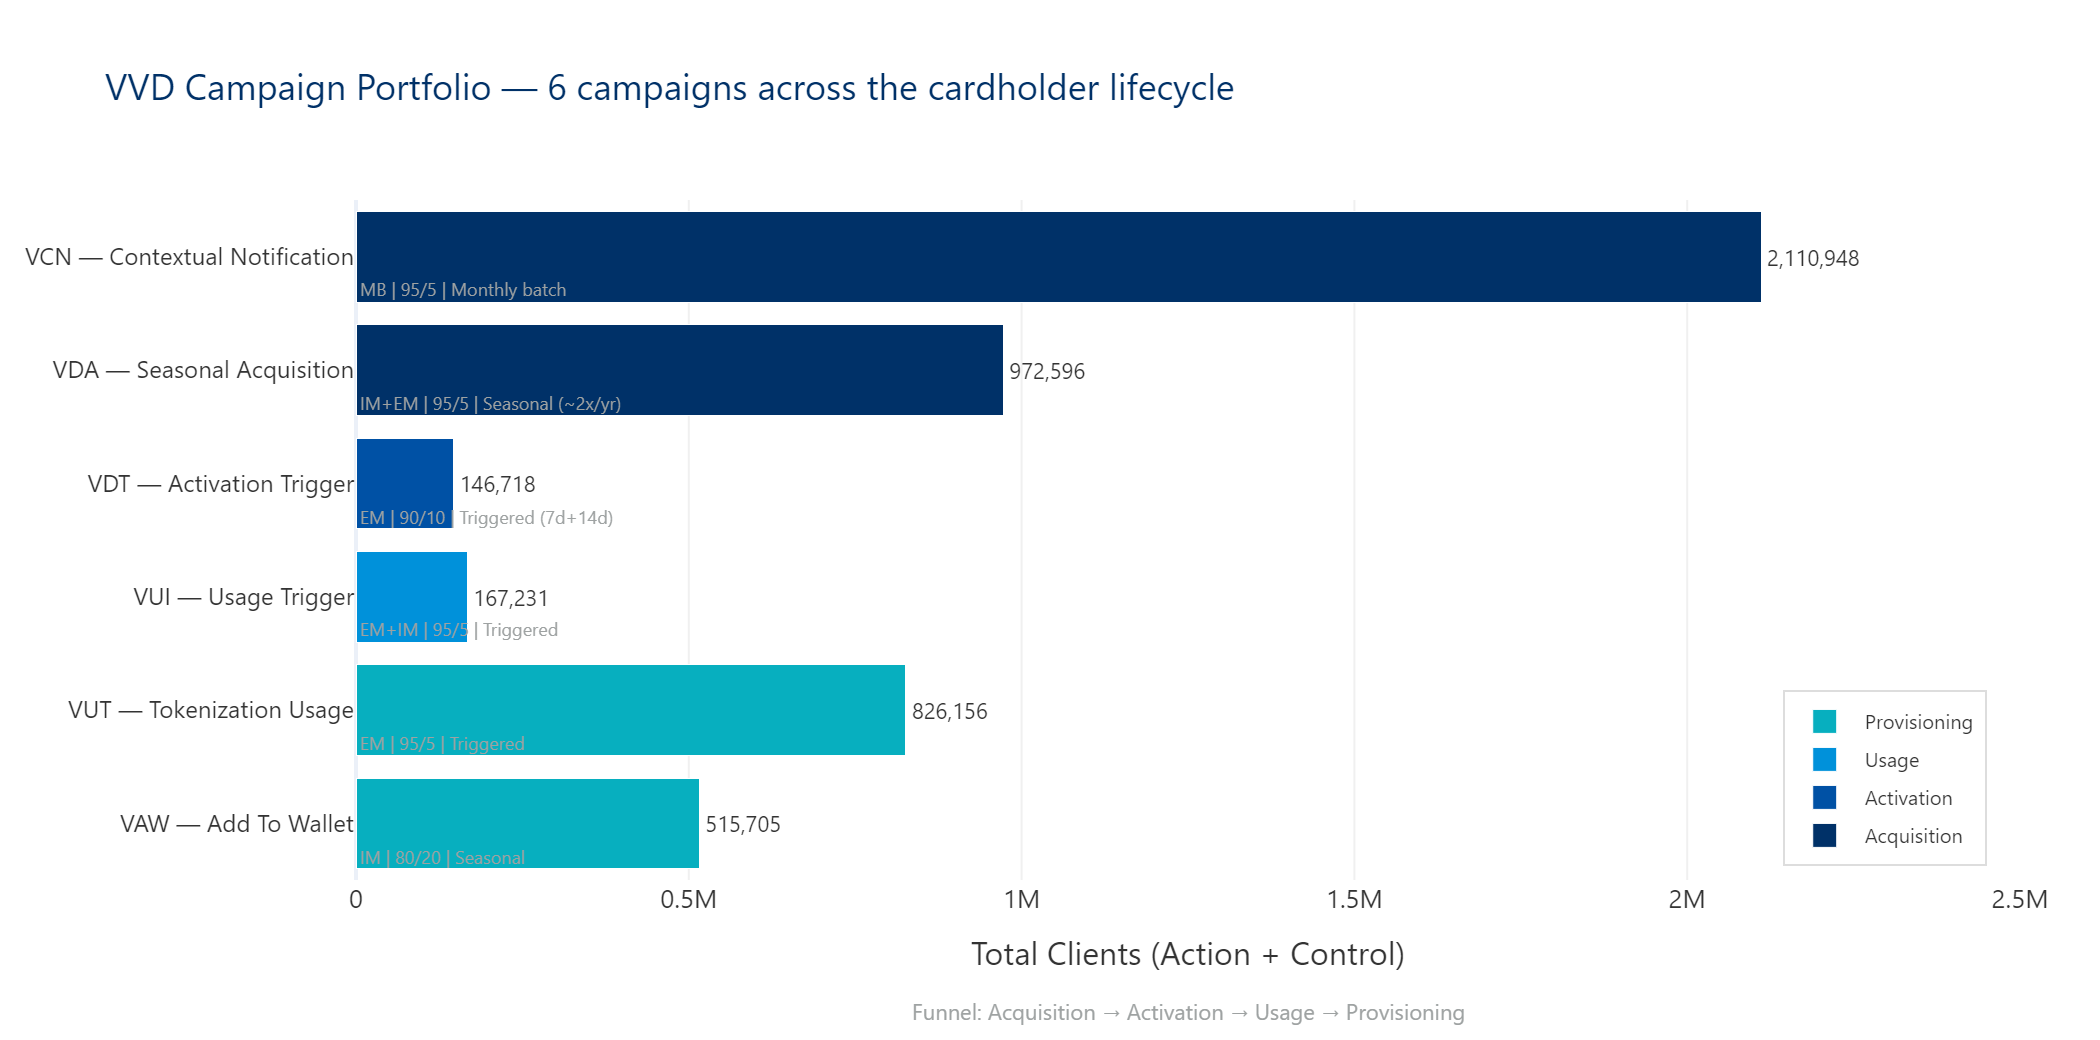 VVD Campaign Portfolio — 6 campaigns across the cardholder lifecycle
VCN — Contextual Notification
2,110,948
MB | 95/5 | Monthly batch
VDA — Seasonal Acquisition
972,596
IM+EM | 95/5 | Seasonal (~2x/yr)
VDT — Activation Trigger
146,718
EM | 90/10 | Triggered (7d+14d)
VUI — Usage Trigger
167,231
EM+IM | 95/5 | Triggered
VUT — Tokenization Usage
826,156
EM | 95/5 | Triggered
VAW — Add To Wallet
515,705
IM | 80/20 | Seasonal
Provisioning
Usage
Activation
Acquisition
0 0.5M 1M 1.5M 2M 2.5M
Total Clients (Action + Control)
Funnel: Acquisition → Activation → Usage → Provisioning